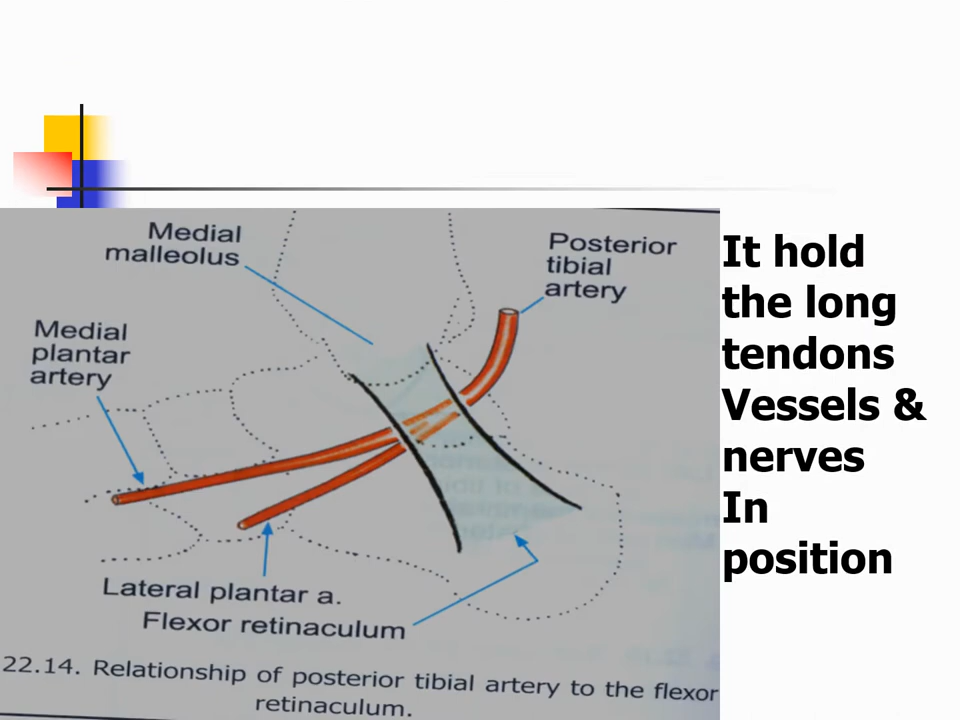 Medial
malleolus
Posterior
tibial
artery
Medial
plantar
artery
Lateral plantar a.
Flexor retinaculum
22.14. Relationship of posterior tibial artery to the flexor
retinaculum.
It hold
the long
tendons
Vessels &
nerves
In
position